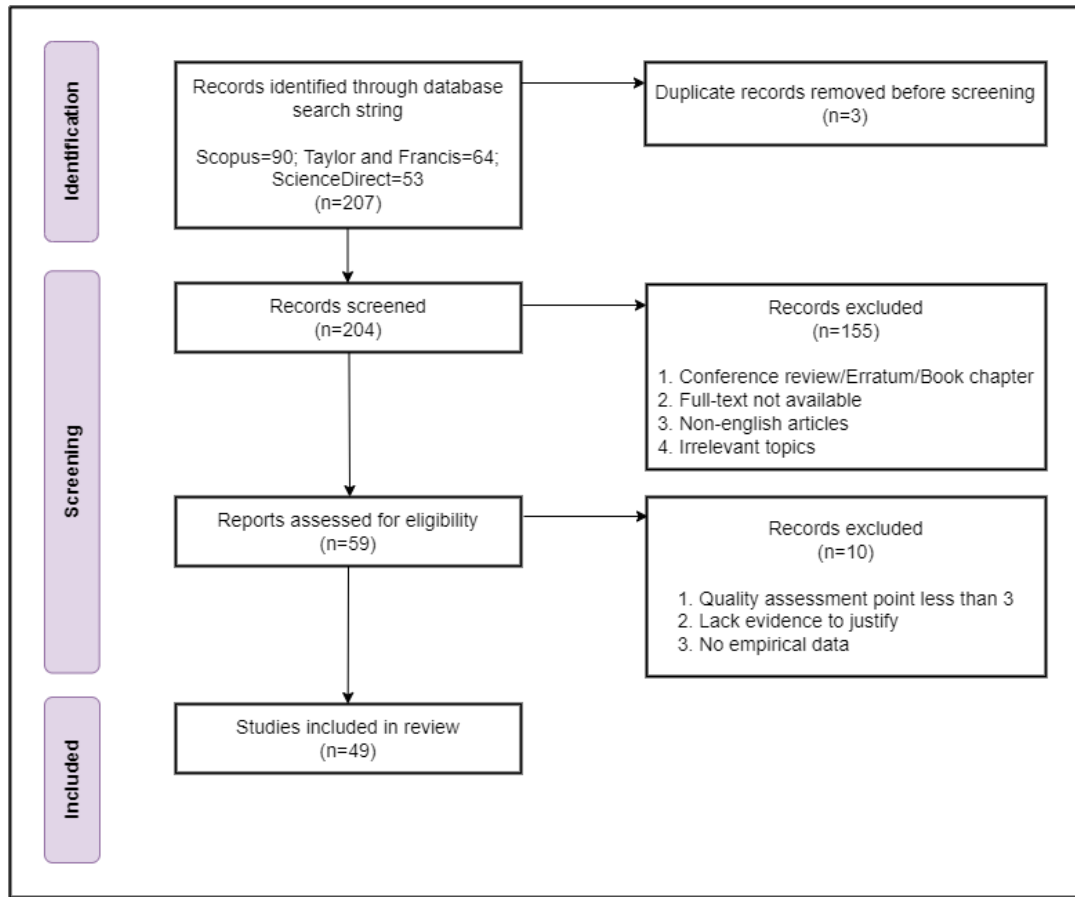 Identification
Records identified through database
search string
Scopus=90; Taylor and Francis=64;
ScienceDirect=53
(n=207)
Duplicate records removed before screening
(n=3)
Screening
Records screened
(n=204)
Records excluded
(n=155)
1. Conference review/Erratum/Book chapter
2. Full-text not available
3. Non-english articles
4. Irrelevant topics
Reports assessed for eligibility
(n=59)
Records excluded
(n=10)
1. Quality assessment point less than 3
2. Lack evidence to justify
3. No empirical data
Included
Studies included in review
(n=49)